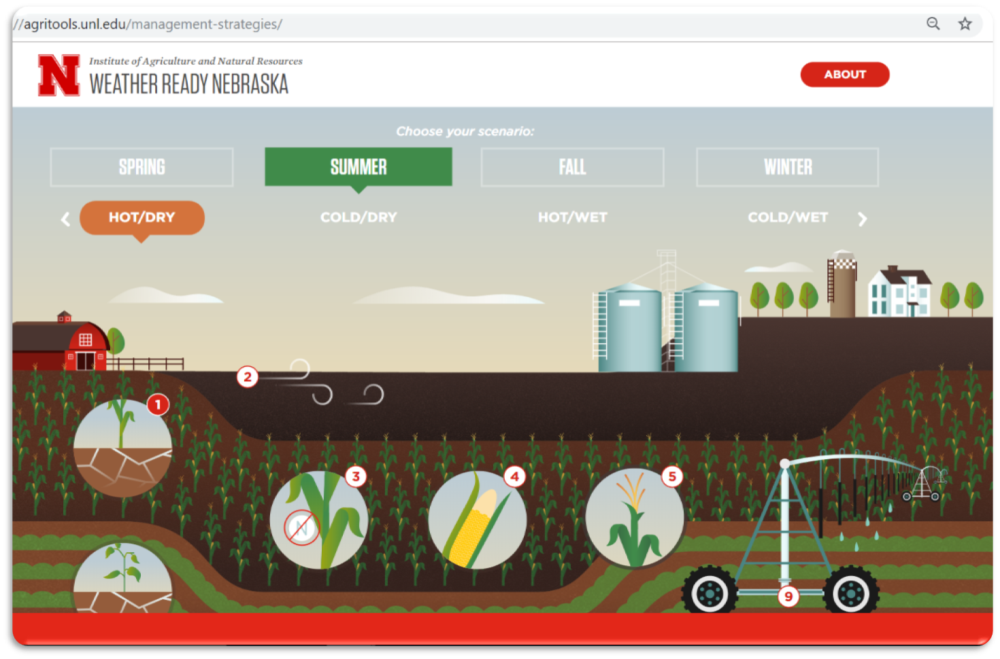 //agritools.unl.edu/management-strategies/
N
Institute of Agriculture and Natural Resources
WEATHER READY NEBRASKA
ABOUT
Choose your scenario:
SPRING
SUMMER
FALL
WINTER
HOT/DRY
COLD/DRY
HOT/WET
COLD/WET
2
1
3
4
5
N
9